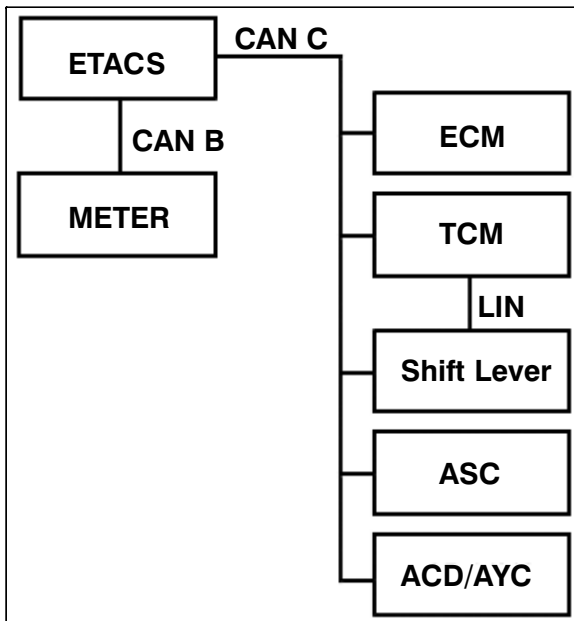 ETACS
CAN C
CAN B
METER
ECM
TCM
LIN
Shift Lever
ASC
ACD/AYC